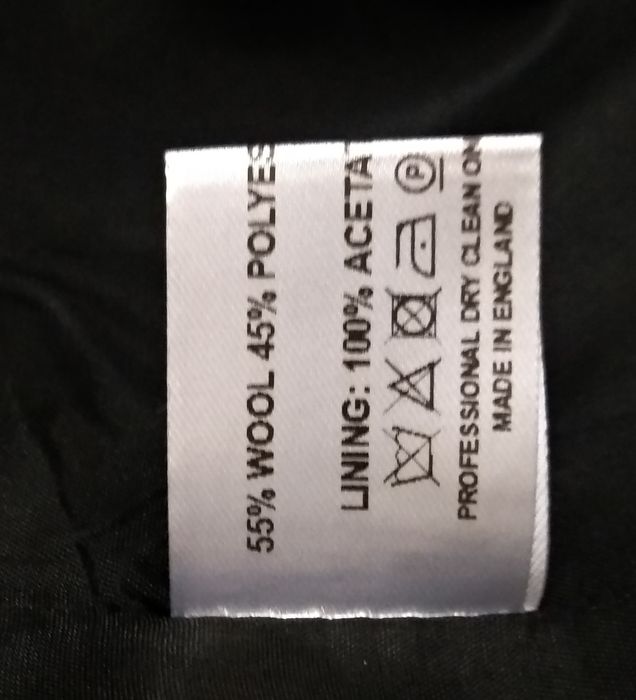 55% WOOL 45% POLYES
LINING: 100% ACETA
P
PROFESSIONAL DRY CLEAN ON
MADE IN ENGLAND